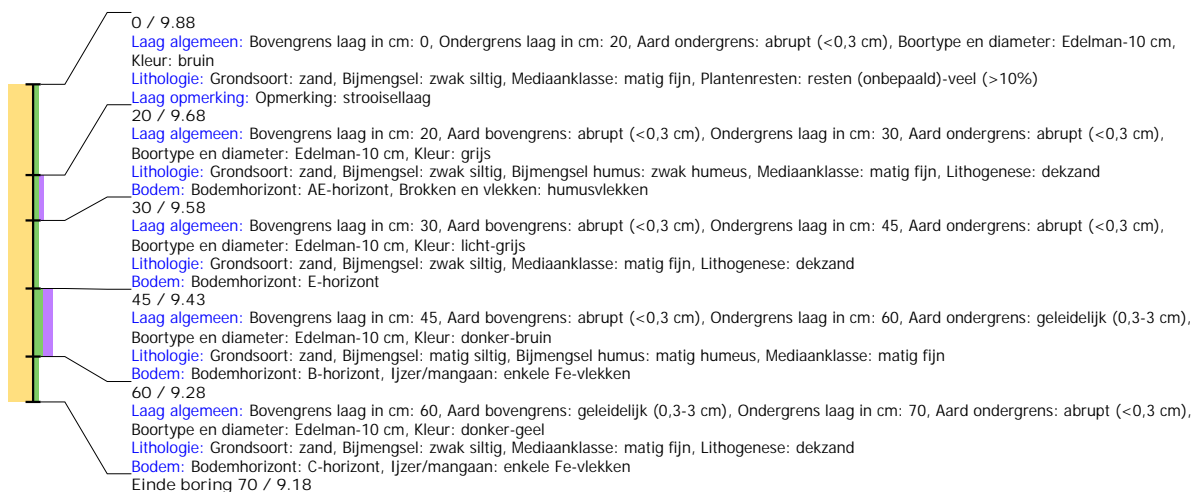 0 / 9.88
Laag algemeen: Bovengrens laag in cm: 0, Ondergrens laag in cm: 20, Aard ondergrens: abrupt (<0,3 cm), Boortype en diameter: Edelman-10 cm,
Kleur: bruin
Lithologie: Grondsoort: zand, Bijmengsel: zwak siltig, Mediaanklasse: matig fijn, Plantenresten: resten (onbepaald)-veel (>10%)
Laag opmerking: Opmerking: strooisellaag
20 / 9.68
Laag algemeen: Bovengrens laag in cm: 20, Aard bovengrens: abrupt (<0,3 cm), Ondergrens laag in cm: 30, Aard ondergrens: abrupt (<0,3 cm),
Boortype en diameter: Edelman-10 cm, Kleur: grijs
Lithologie: Grondsoort: zand, Bijmengsel: zwak siltig, Bijmengsel humus: zwak humeus, Mediaanklasse: matig fijn, Lithogenese: dekzand
Bodem: Bodemhorizont: AE-horizont, Brokken en vlekken: humusvlekken
30 / 9.58
Laag algemeen: Bovengrens laag in cm: 30, Aard bovengrens: abrupt (<0,3 cm), Ondergrens laag in cm: 45, Aard ondergrens: abrupt (<0,3 cm),
Boortype en diameter: Edelman-10 cm, Kleur: licht-grijs
Lithologie: Grondsoort: zand, Bijmengsel: zwak siltig, Mediaanklasse: matig fijn, Lithogenese: dekzand
Bodem: Bodemhorizont: E-horizont
45 / 9.43
Laag algemeen: Bovengrens laag in cm: 45, Aard bovengrens: abrupt (<0,3 cm), Ondergrens laag in cm: 60, Aard ondergrens: geleidelijk (0,3-3 cm),
Boortype en diameter: Edelman-10 cm, Kleur: donker-bruin
Lithologie: Grondsoort: zand, Bijmengsel: matig siltig, Bijmengsel humus: matig humeus, Mediaanklasse: matig fijn
Bodem: Bodemhorizont: B-horizont, Ijzer/mangaan: enkele Fe-vlekken
60 / 9.28
Laag algemeen: Bovengrens laag in cm: 60, Aard bovengrens: geleidelijk (0,3-3 cm), Ondergrens laag in cm: 70, Aard ondergrens: abrupt (<0,3 cm),
Boortype en diameter: Edelman-10 cm, Kleur: donker-geel
Lithologie: Grondsoort: zand, Bijmengsel: zwak siltig, Mediaanklasse: matig fijn, Lithogenese: dekzand
Bodem: Bodemhorizont: C-horizont, Ijzer/mangaan: enkele Fe-vlekken
Einde boring 70 / 9.18